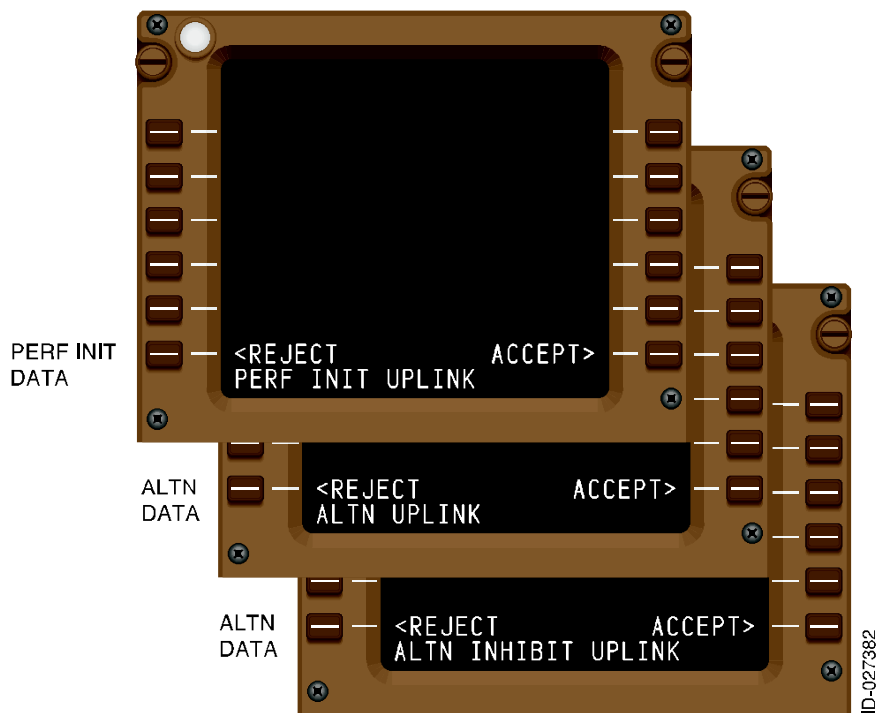 PERF INIT
DATA
<REJECT ACCEPT>
PERF INIT UPLINK
ALTN
DATA
<REJECT ACCEPT>
ALTN UPLINK
ALTN
DATA
<REJECT ACCEPT>
ALTN INHIBIT UPLINK
ID-027382